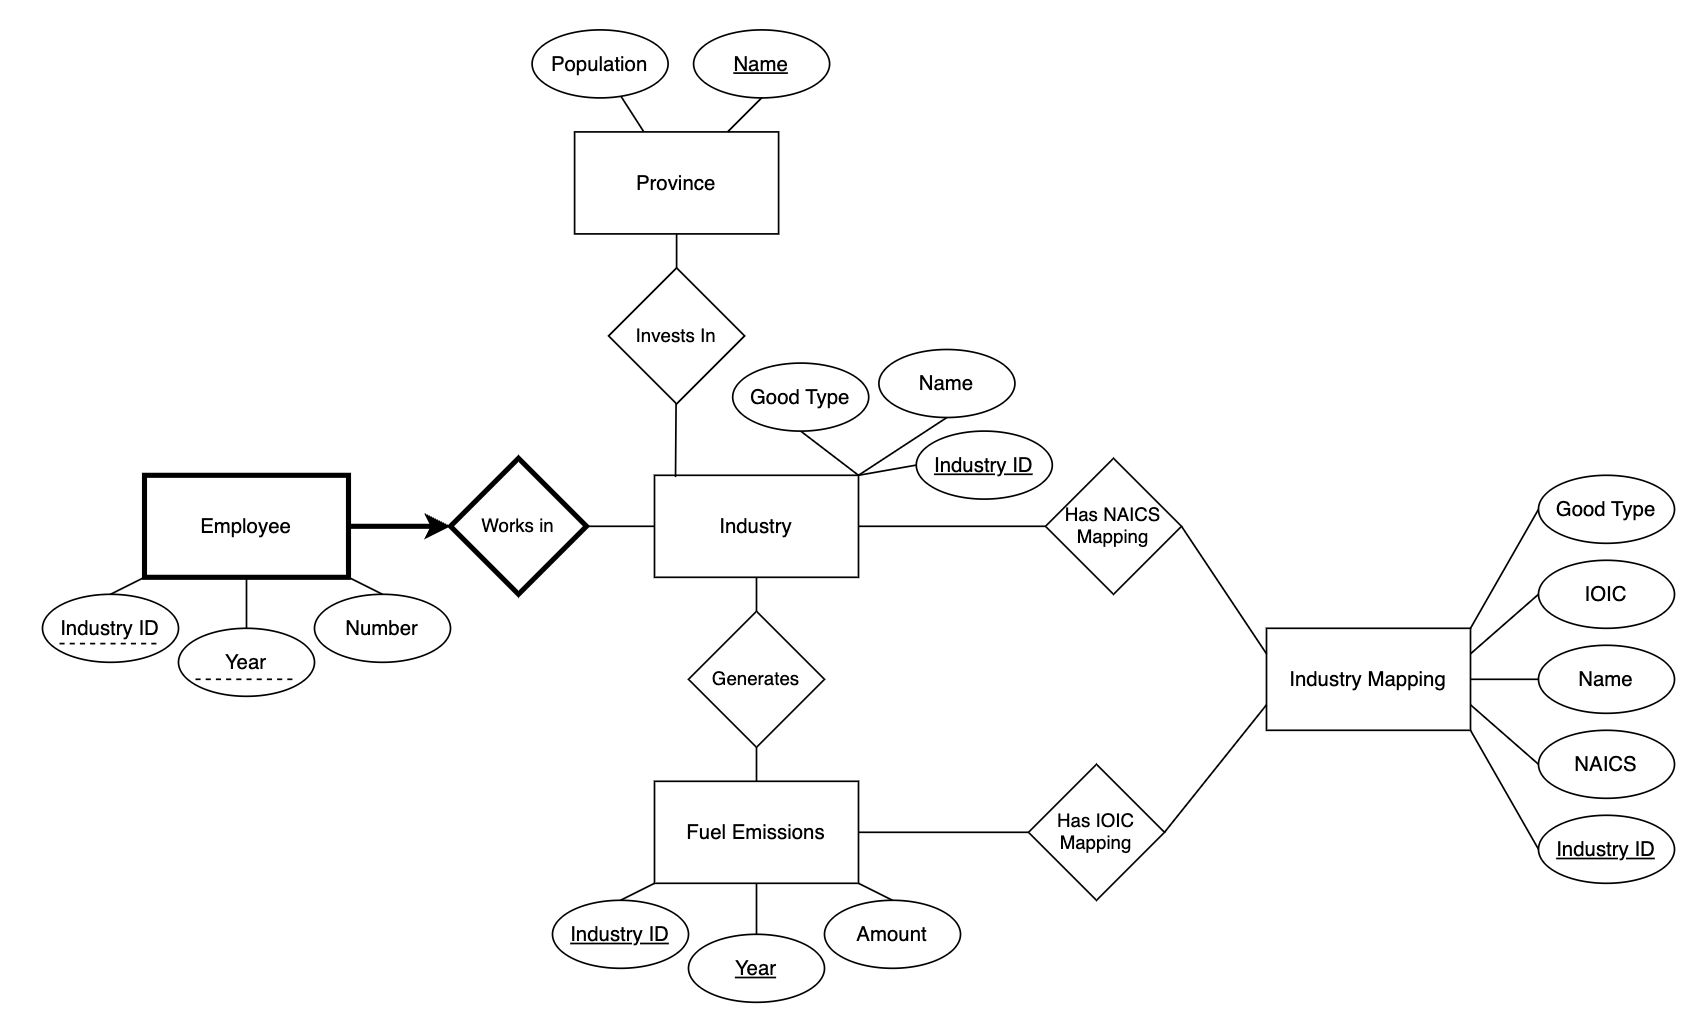 Population
Name
Province
Invests In
Good Type
Name
Industry ID
Employee
Works in
Industry
Has NAICS
Mapping
Good Type
IOIC
Name
NAICS
Industry ID
Industry Mapping
Industry ID
Year
Number
Generates
Fuel Emissions
Has IOIC
Mapping
Industry ID
Year
Amount